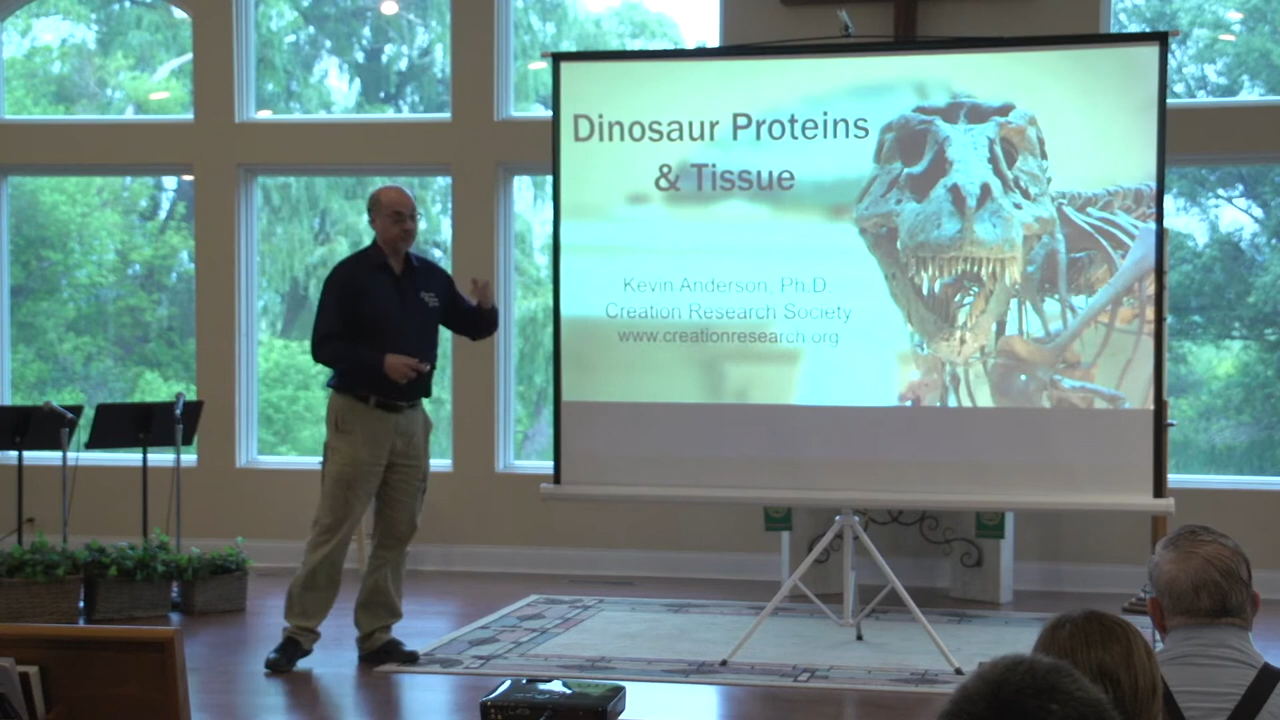 Dinosaur Proteins
& Tissue
Kevin Anderson, Ph.D.
Creation Research Society
www.creationresearch.org